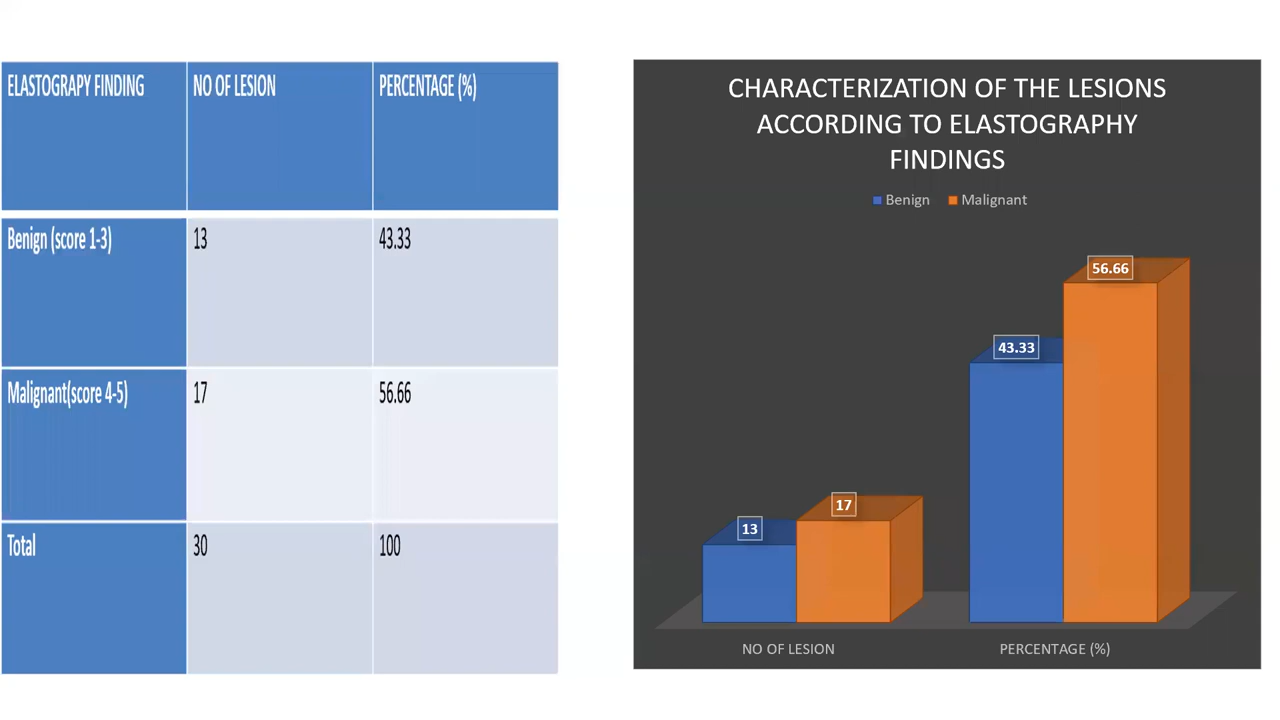 ELASTOGRAPY FINDING NO OF LESION PERCENTAGE (%)
Benign (score 1-3) 13 43.33
Malignant(score 4-5) 17 56.66
Total 30 100
CHARACTERIZATION OF THE LESIONS
ACCORDING TO ELASTOGRAPHY
FINDINGS
Benign Malignant
56.66
43.33
17
13
NO OF LESION PERCENTAGE (%)